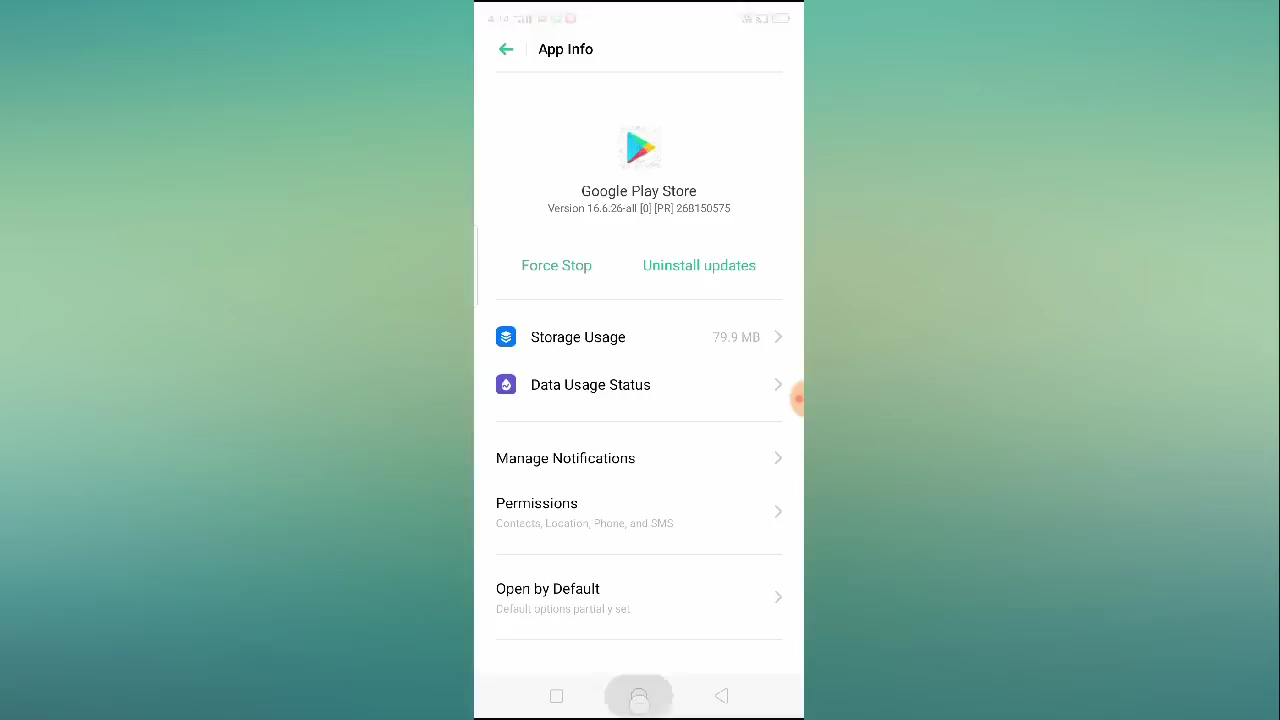 App Info
Google Play Store
Version 16.6.26-all [0] [PR] 268150575
Force Stop
Uninstall updates
Storage Usage
79.9 MB
Data Usage Status
Manage Notifications
Permissions
Contacts, Location, Phone, and SMS
Open by Default
Default options partial y set